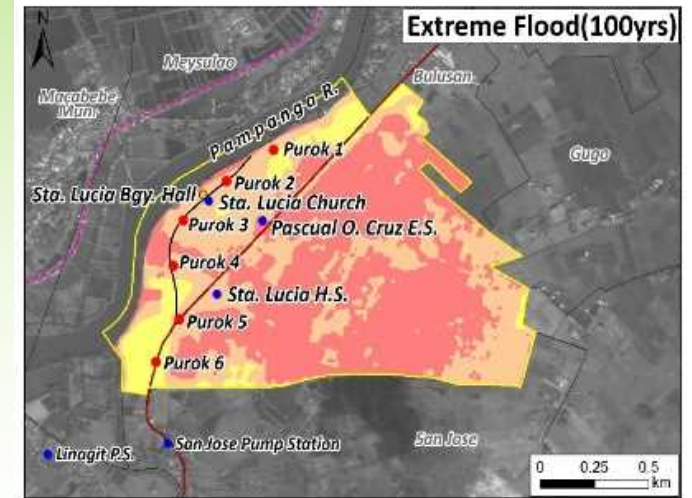 Extreme Flood(100yrs)
N
Meysulao
Bulusan
Macabebe
Muni.
Pampanga R.
Gugo
Purok 1
Purok 2
Sta. Lucia Bgy. Hall
Sta. Lucia Church
Purok 3
Pascual O. Cruz E.S.
Purok 4
Sta. Lucia H.S.
Purok 5
Purok 6
San Jose Pump Station
San Jose
Linagit P.S.
0 0.25 0.5
km